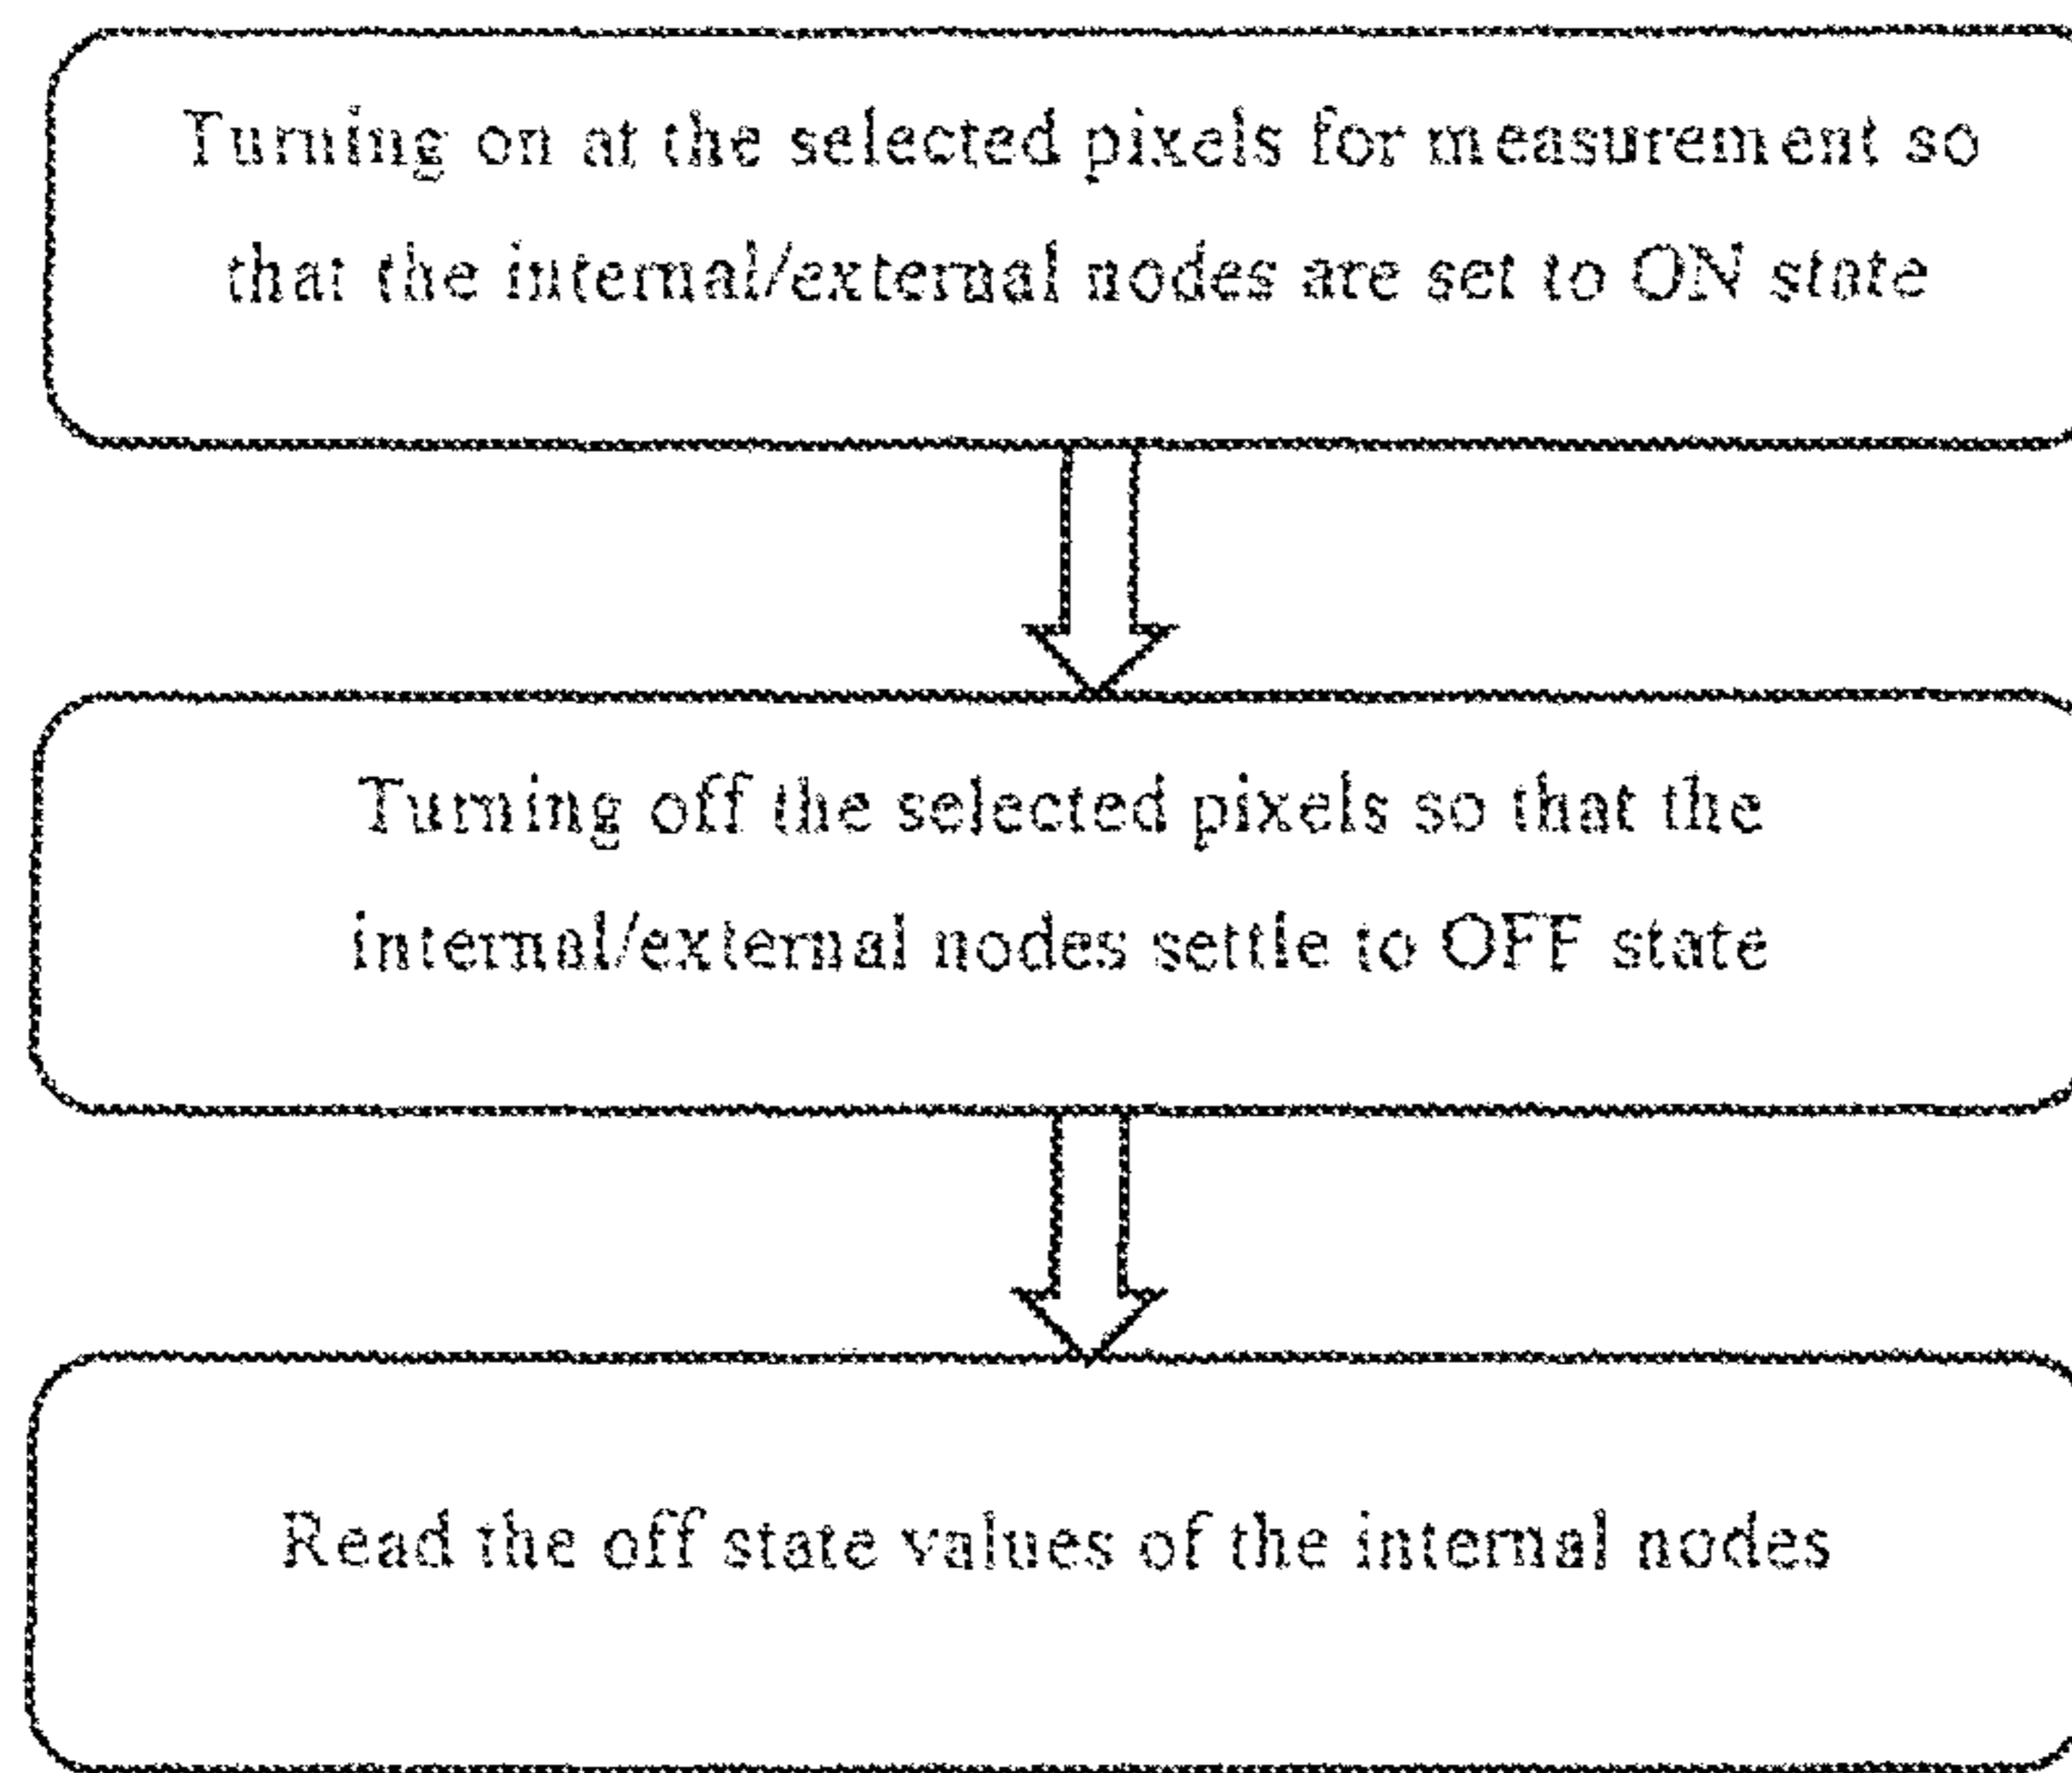 Turning on at the selected pixels for measurement so
that the internal/external nodes are set to ON state
Turning off the selected pixels so that the
internal/external nodes settle to OFF state
Read the off state values of the internal nodes